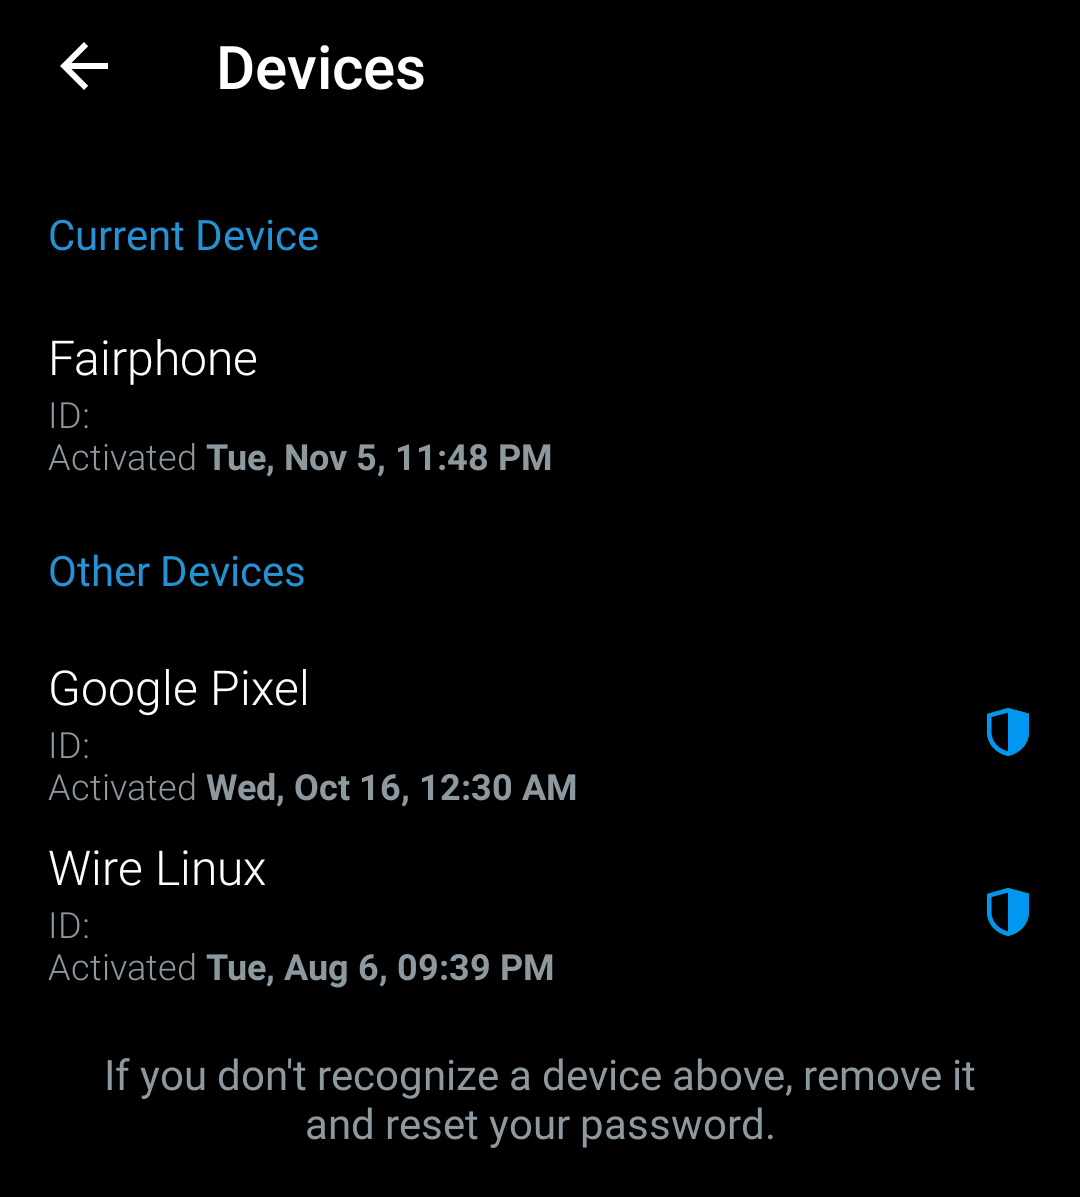 Devices
Current Device
Fairphone
ID:
Activated Tue, Nov 5, 11:48 PM
Other Devices
Google Pixel
ID:
Activated Wed, Oct 16, 12:30 AM
Wire Linux
ID:
Activated Tue, Aug 6, 09:39 PM
If you don't recognize a device above, remove it
and reset your password.